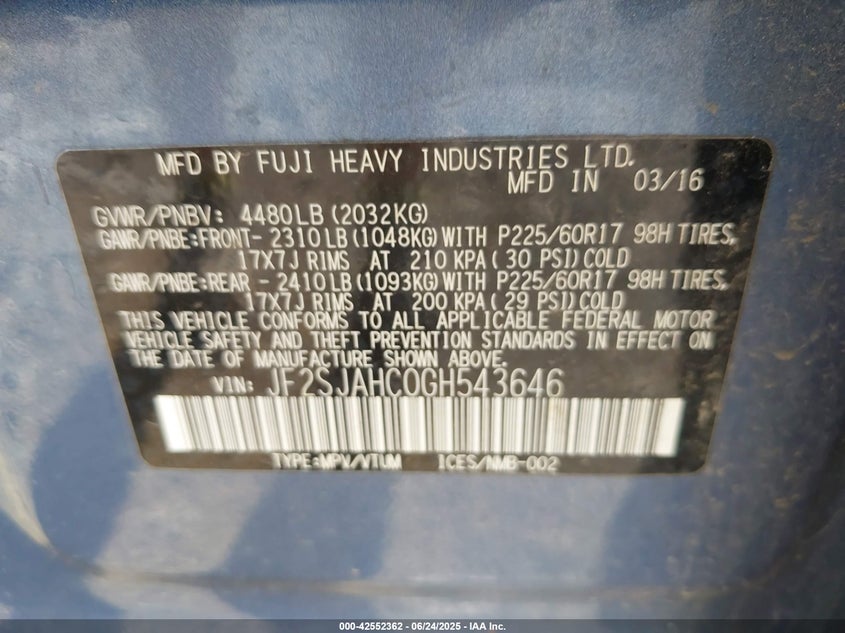 MFD BY FUJI HEAVY INDUSTRIES LTD.
MFD IN 03/16
GVWR/PNBV: 4480LB (2032KG)
GAWR/PNBE:FRONT- 2310LB (1048KG) WITH P225/60R17 98H TIRES,
17X7J RIMS AT 210 KPA ( 30 PSI) COLD
GAWR/PNBE:REAR - 2410LB (1093KG) WITH P225/60R17 98H TIRES,
17X7J RIMS AT 200 KPA ( 29 PSI) COLD
THIS VEHICLE CONFORMS TO ALL APPLICABLE FEDERAL MOTOR
VEHICLE SAFETY AND THEFT PREVENTION STANDARDS IN EFFECT ON
THE DATE OF MANUFACTURE SHOWN ABOVE.
VIN: JF2SJAHC0GH543646
TYPE:MPV/VTUM ICES/NMB-002
000-42552362 - 06/24/2025 - IAA Inc.